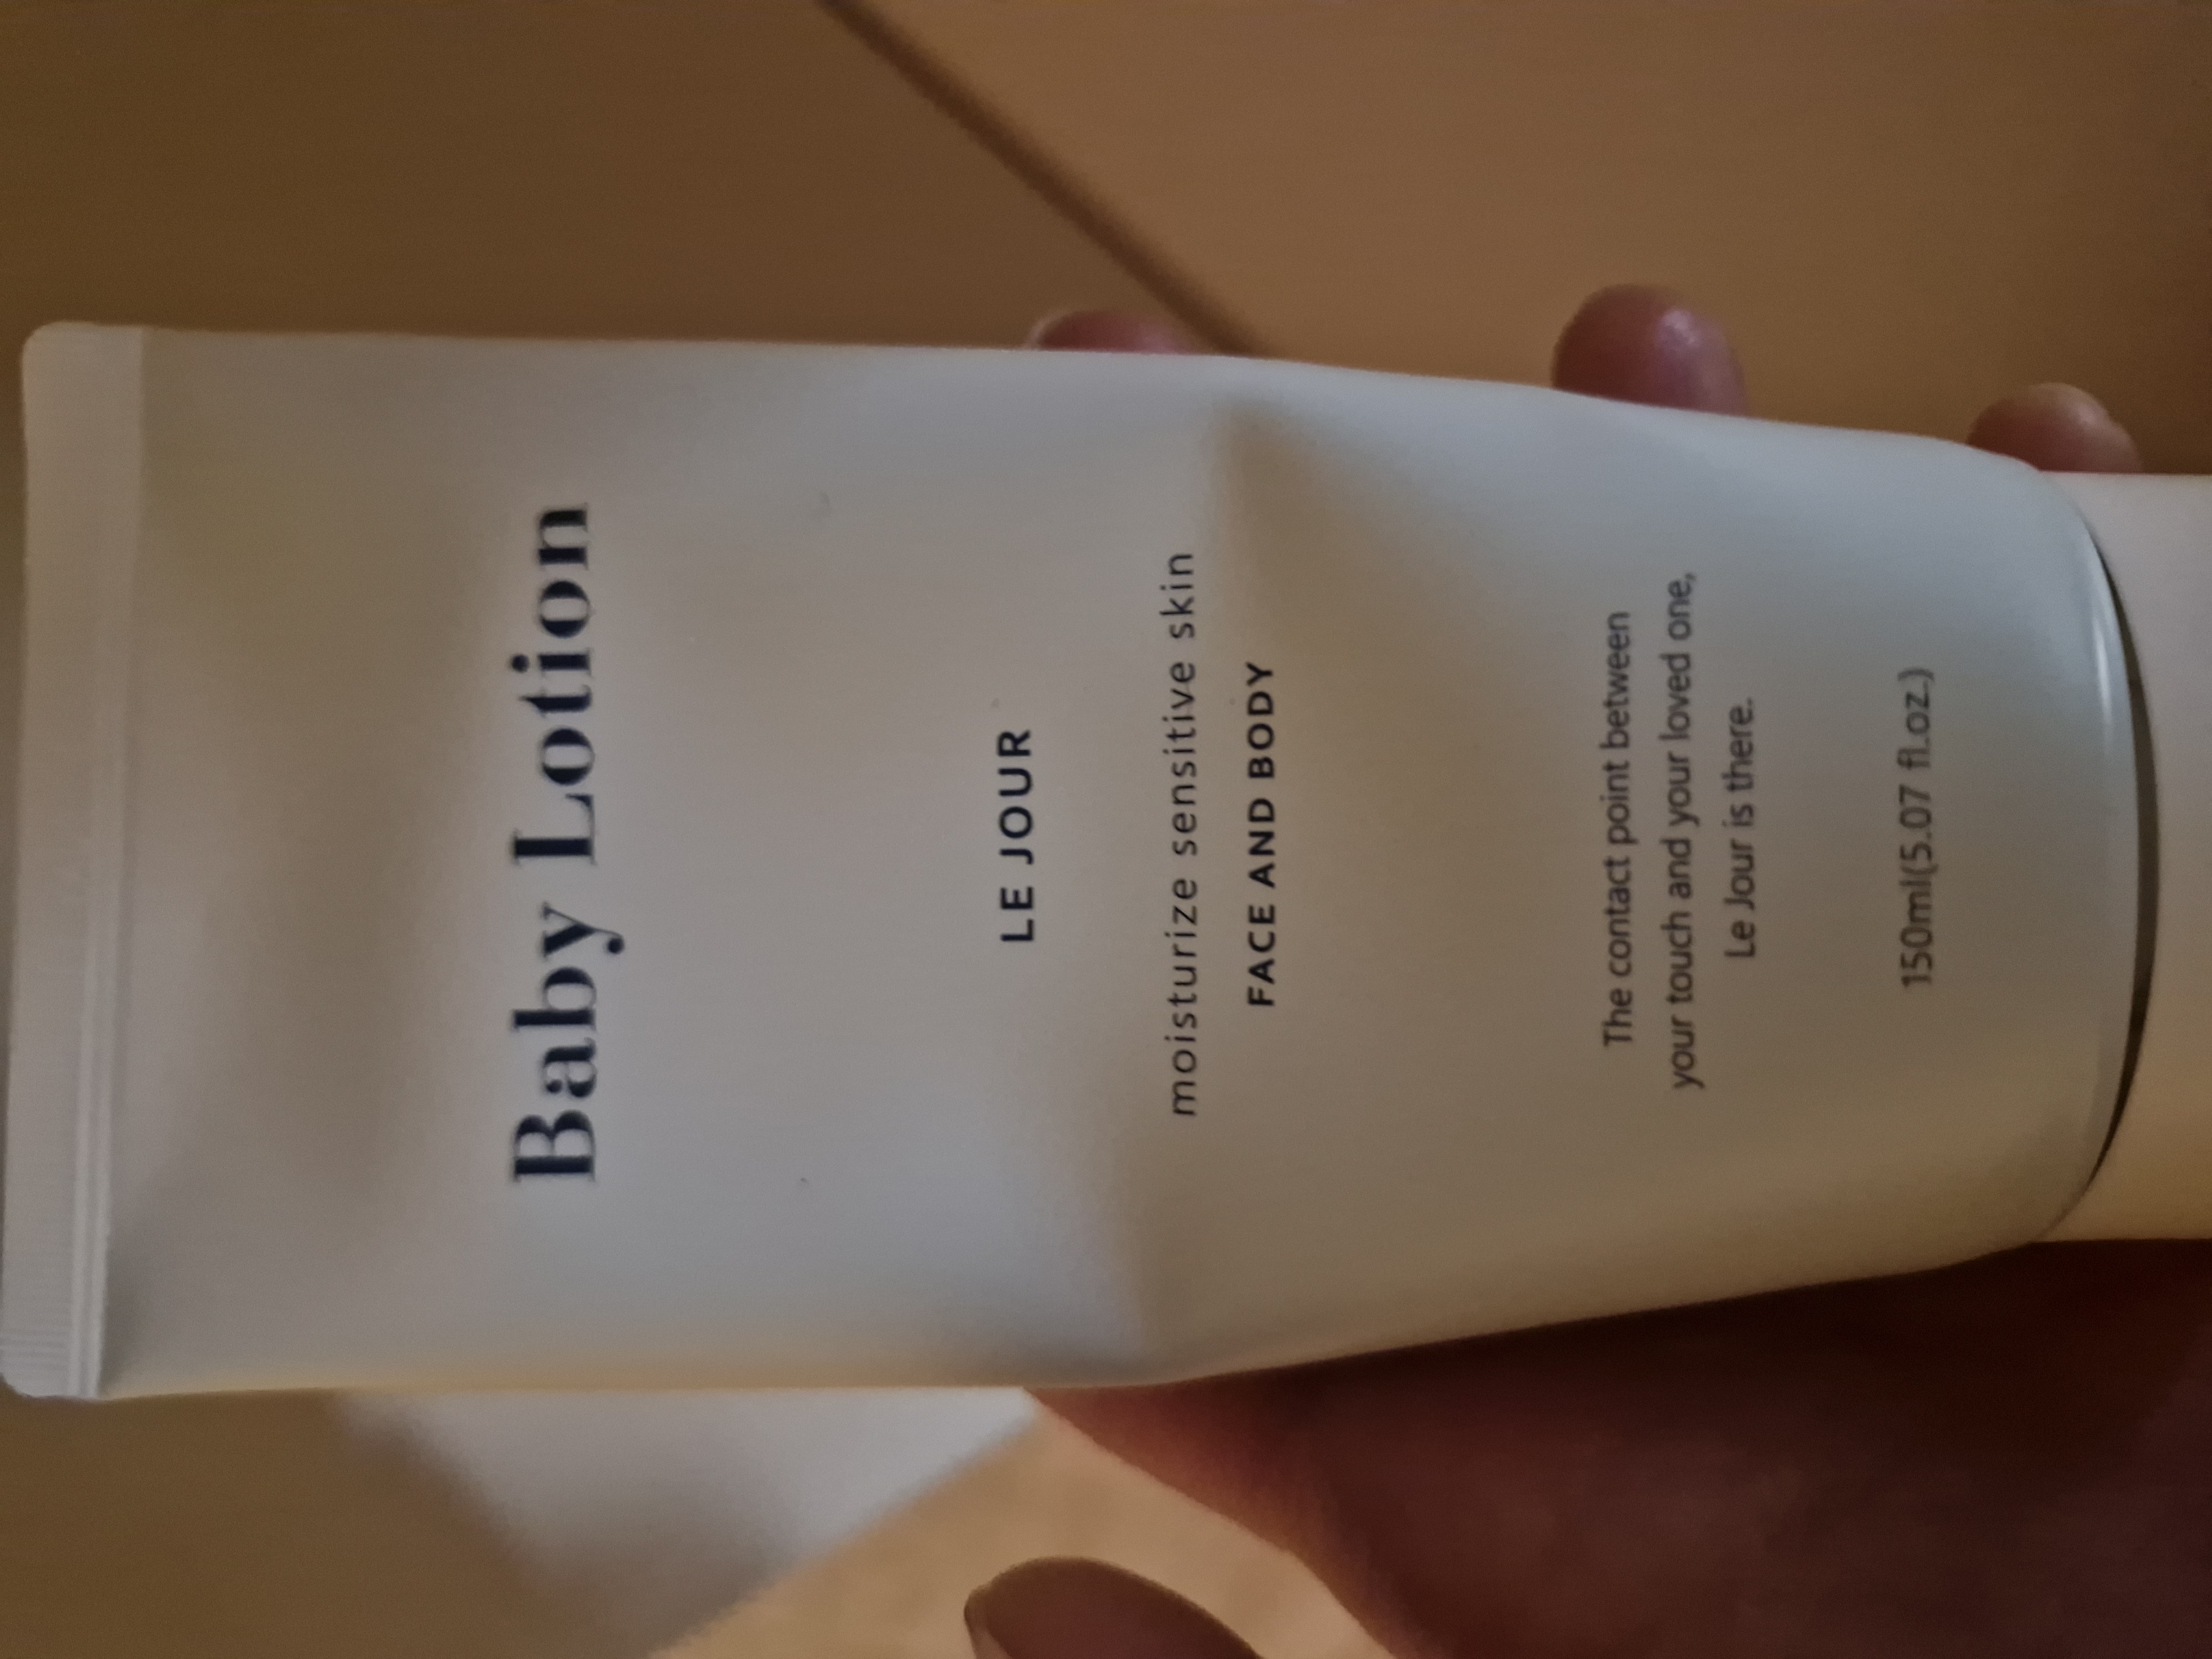 Baby Lotion
LE JOUR
moisturize sensitive skin
FACE AND BODY
The contact point between
your touch and your loved one,
Le Jour is there.
150ml(5.07 fl.oz.)